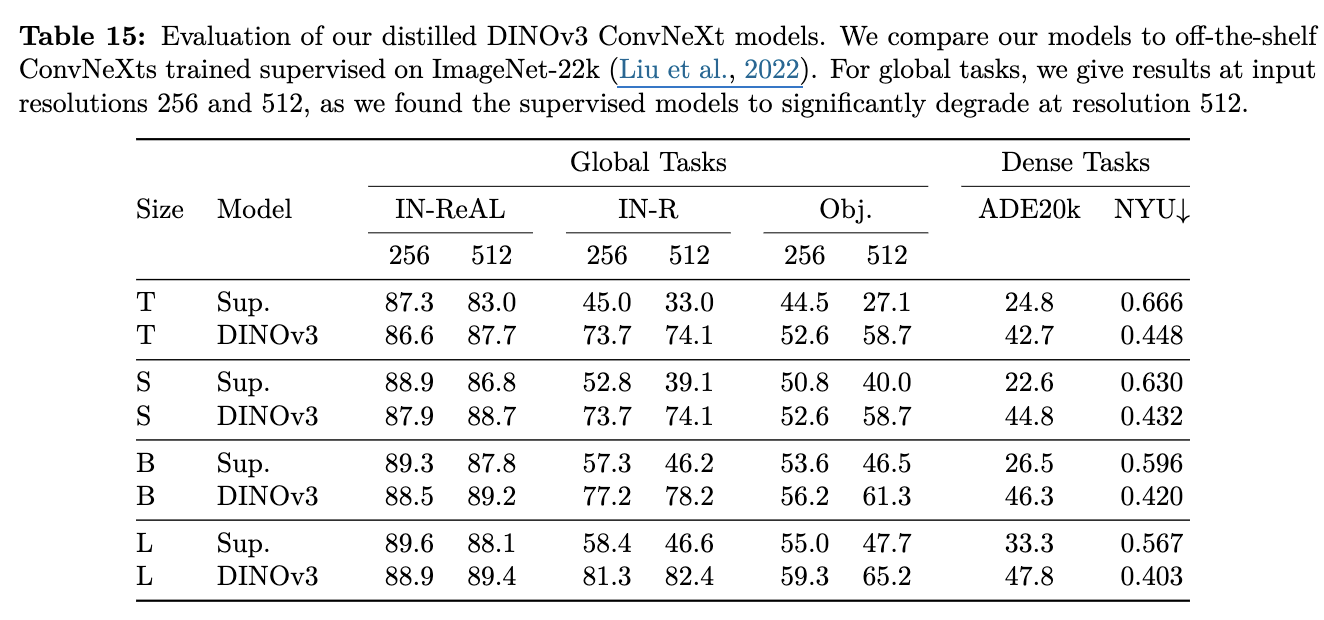 Table 15: Evaluation of our distilled DINOv3 ConvNeXt models. We compare our models to off-the-shelf
ConvNeXts trained supervised on ImageNet-22k (Liu et al., 2022). For global tasks, we give results at input
resolutions 256 and 512, as we found the supervised models to significantly degrade at resolution 512.
Global Tasks Dense Tasks
Size Model IN-ReAL IN-R Obj. ADE20k NYU↓
256 512 256 512 256 512
T Sup. 87.3 83.0 45.0 33.0 44.5 27.1 24.8 0.666
T DINOv3 86.6 87.7 73.7 74.1 52.6 58.7 42.7 0.448
S Sup. 88.9 86.8 52.8 39.1 50.8 40.0 22.6 0.630
S DINOv3 87.9 88.7 73.7 74.1 52.6 58.7 44.8 0.432
B Sup. 89.3 87.8 57.3 46.2 53.6 46.5 26.5 0.596
B DINOv3 88.5 89.2 77.2 78.2 56.2 61.3 46.3 0.420
L Sup. 89.6 88.1 58.4 46.6 55.0 47.7 33.3 0.567
L DINOv3 88.9 89.4 81.3 82.4 59.3 65.2 47.8 0.403